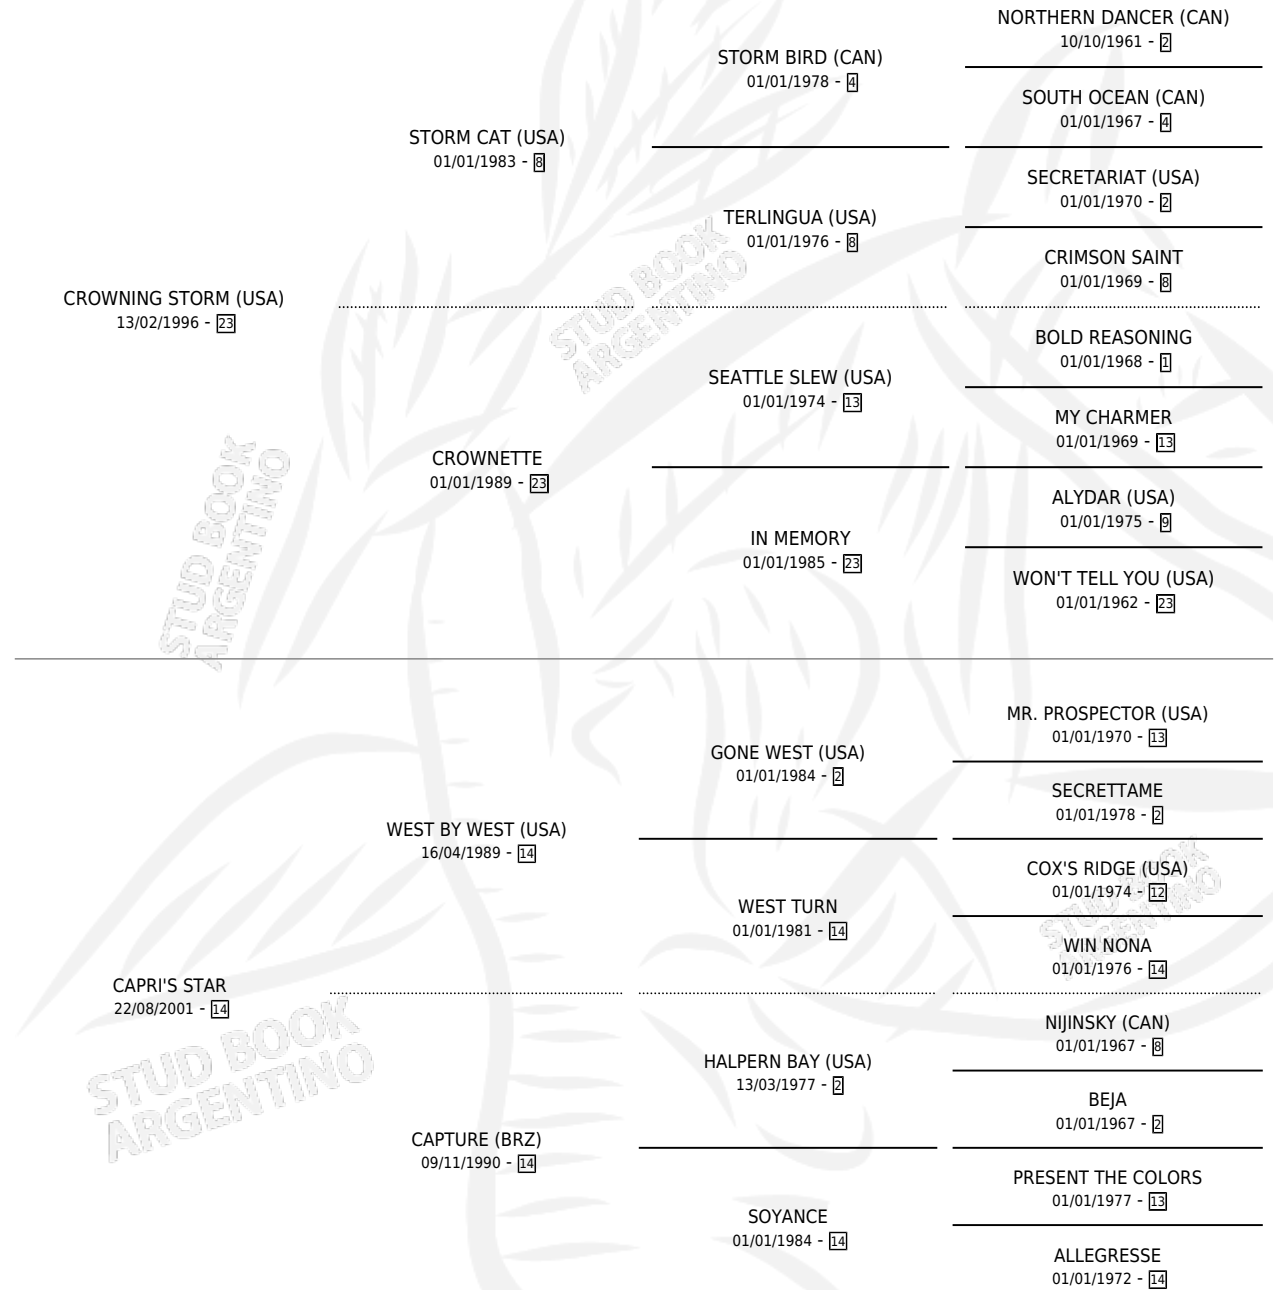 NORTHERN DANCER (CAN)
10/10/1961 - 2
STORM BIRD (CAN)
01/01/1978 - 4
SOUTH OCEAN (CAN)
01/01/1967 - 4
STORM CAT (USA)
01/01/1983 - 8
SECRETARIAT (USA)
01/01/1970 - 2
TERLINGUA (USA)
01/01/1976 - 8
CRIMSON SAINT
01/01/1969 - 8
CROWNING STORM (USA)
13/02/1996 - 23
BOLD REASONING
01/01/1968 - 1
SEATTLE SLEW (USA)
01/01/1974 - 13
MY CHARMER
01/01/1969 - 13
CROWNETTE
01/01/1989 - 23
ALYDAR (USA)
01/01/1975 - 9
IN MEMORY
01/01/1985 - 23
WON'T TELL YOU (USA)
01/01/1962 - 23
MR. PROSPECTOR (USA)
01/01/1970 - 13
GONE WEST (USA)
01/01/1984 - 2
SECRETTAME
01/01/1978 - 2
WEST BY WEST (USA)
16/04/1989 - 14
COX'S RIDGE (USA)
01/01/1974 - 12
WEST TURN
01/01/1981 - 14
WIN NONA
01/01/1976 - 14
CAPRI'S STAR
22/08/2001 - 14
NIJINSKY (CAN)
01/01/1967 - 8
HALPERN BAY (USA)
13/03/1977 - 2
BEJA
01/01/1967 - 2
CAPTURE (BRZ)
09/11/1990 - 14
PRESENT THE COLORS
01/01/1977 - 13
SOYANCE
01/01/1984 - 14
ALLEGRESSE
01/01/1972 - 14
STUD BOOK
ARGENTINO
STUD BOOK
ARGENTINO
STUD BOOK
ARGENTINO
STUD BOOK
ARGENTINO